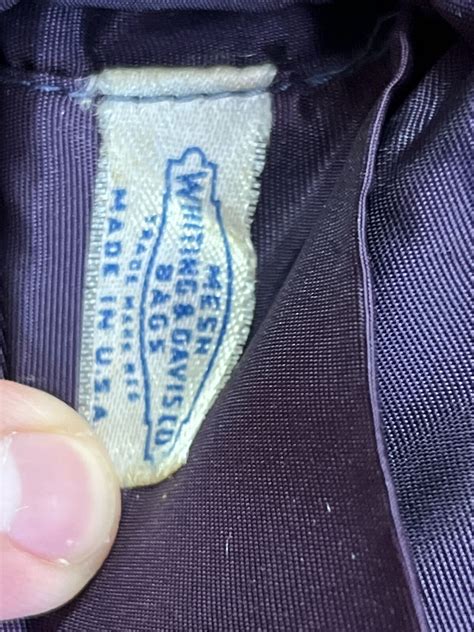 MESH
WHITING & DAVIS CO
BAGS
TRADE MARK REG
MADE IN U.S.A